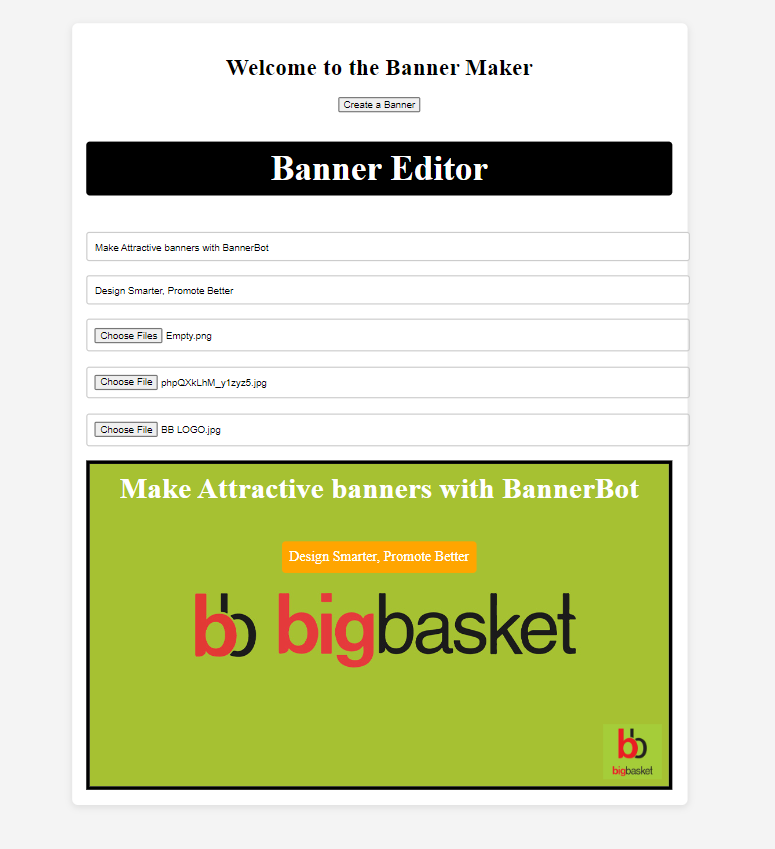 Welcome to the Banner Maker
Create a Banner
Banner Editor
Make Attractive banners with BannerBot
Design Smarter, Promote Better
Choose Files Empty.png
Choose File phpQXkLhM_y1zyz5.jpg
Choose File BB LOGO.jpg
Make Attractive banners with BannerBot
Design Smarter, Promote Better
bb bigbasket
bb
bigbasket